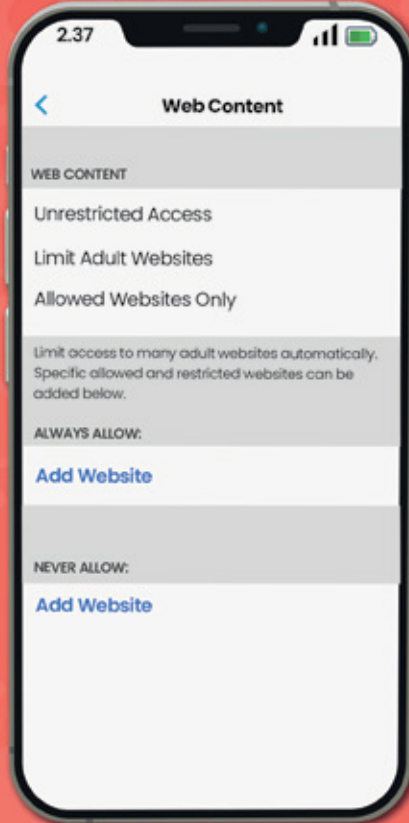 2.37
Web Content
WEB CONTENT
Unrestricted Access
Limit Adult Websites
Allowed Websites Only
Limit access to many adult websites automatically.
Specific allowed and restricted websites can be
added below.
ALWAYS ALLOW:
Add Website
NEVER ALLOW:
Add Website